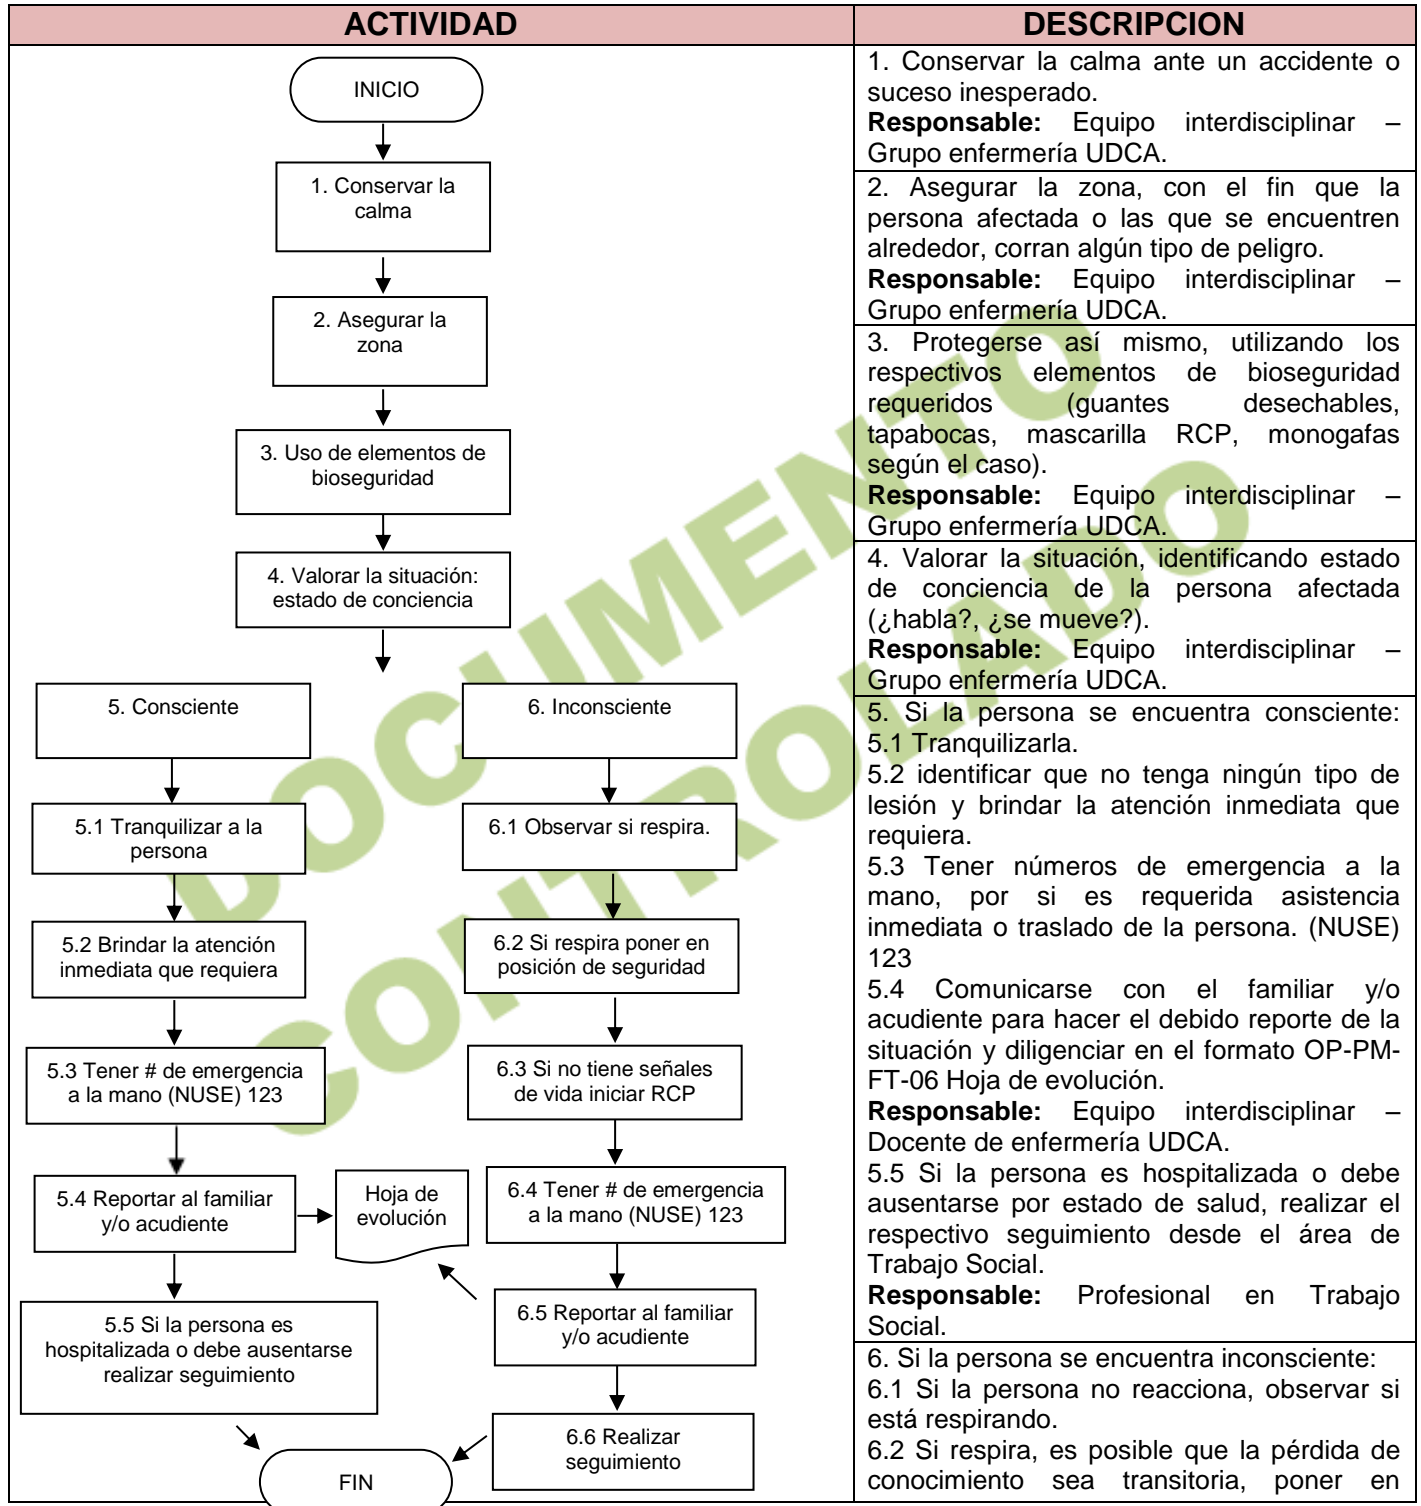 ACTIVIDAD
INICIO
1. Conservar la
calma
2. Asegurar la
zona
3. Uso de elementos de
bioseguridad
4. Valorar la situación:
estado de conciencia
5. Consciente
6. Inconsciente
5.1 Tranquilizar a la
persona
6.1 Observar si respira.
5.2 Brindar la atención
inmediata que requiera
6.2 Si respira poner en
posición de seguridad
5.3 Tener # de emergencia
a la mano (NUSE) 123
6.3 Si no tiene señales
de vida iniciar RCP
5.4 Reportar al familiar
y/o acudiente
Hoja de
evolución
6.4 Tener # de emergencia
a la mano (NUSE) 123
5.5 Si la persona es
hospitalizada o debe ausentarse
realizar seguimiento
6.5 Reportar al familiar
y/o acudiente
6.6 Realizar
seguimiento
FIN
DESCRIPCION
1. Conservar la calma ante un accidente o
suceso inesperado.
Responsable: Equipo interdisciplinar –
Grupo enfermería UDCA.
2. Asegurar la zona, con el fin que la
persona afectada o las que se encuentren
alrededor, corran algún tipo de peligro.
Responsable: Equipo interdisciplinar –
Grupo enfermería UDCA.
3. Protegerse así mismo, utilizando los
respectivos elementos de bioseguridad
requeridos (guantes desechables,
tapabocas, mascarilla RCP, monogafas
según el caso).
Responsable: Equipo interdisciplinar –
Grupo enfermería UDCA.
4. Valorar la situación, identificando estado
de conciencia de la persona afectada
(¿habla?, ¿se mueve?).
Responsable: Equipo interdisciplinar –
Grupo enfermería UDCA.
5. Si la persona se encuentra consciente:
5.1 Tranquilizarla.
5.2 identificar que no tenga ningún tipo de
lesión y brindar la atención inmediata que
requiera.
5.3 Tener números de emergencia a la
mano, por si es requerida asistencia
inmediata o traslado de la persona. (NUSE)
123
5.4 Comunicarse con el familiar y/o
acudiente para hacer el debido reporte de la
situación y diligenciar en el formato OP-PM-
FT-06 Hoja de evolución.
Responsable: Equipo interdisciplinar –
Docente de enfermería UDCA.
5.5 Si la persona es hospitalizada o debe
ausentarse por estado de salud, realizar el
respectivo seguimiento desde el área de
Trabajo Social.
Responsable: Profesional en Trabajo
Social.
6. Si la persona se encuentra inconsciente:
6.1 Si la persona no reacciona, observar si
está respirando.
6.2 Si respira, es posible que la pérdida de
conocimiento sea transitoria, poner en
DOCUMENTO
CONTROLADO